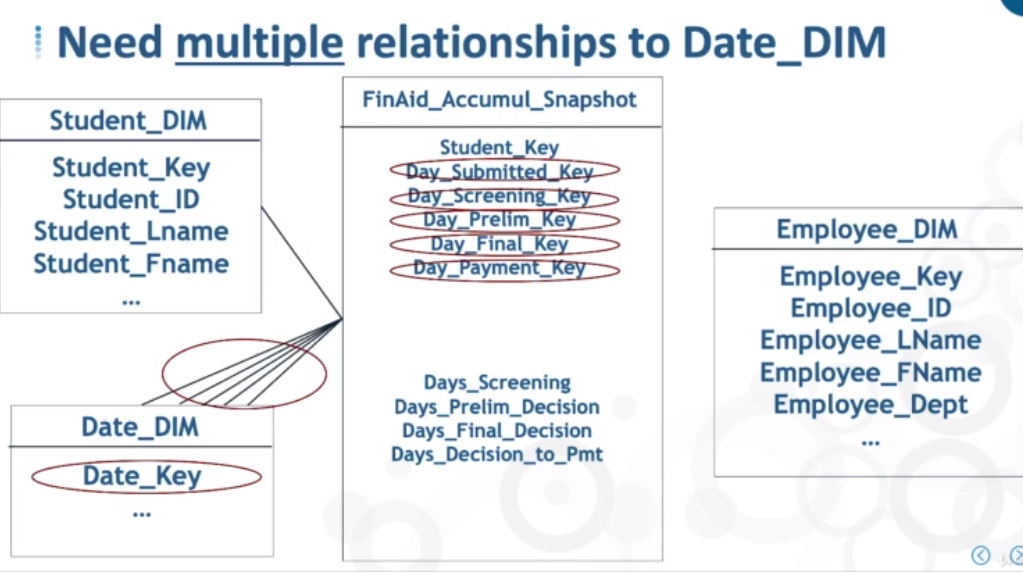 Need multiple relationships to Date_DIM
Student_DIM
Student_Key
Student_ID
Student_Lname
Student_Fname
...
Date_DIM
Date_Key
...
FinAid_Accumul_Snapshot
Student_Key
Day_Submitted_Key
Day_Screening_Key
Day_Prelim_Key
Day_Final_Key
Day_Payment_Key
Days_Screening
Days_Prelim_Decision
Days_Final_Decision
Days_Decision_to_Pmt
Employee_DIM
Employee_Key
Employee_ID
Employee_LName
Employee_FName
Employee_Dept
...